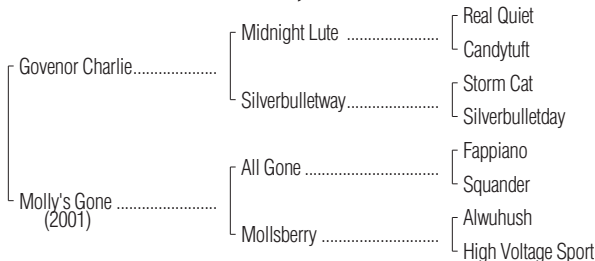 Real Quiet
Midnight Lute ......................
Candytuft
Govenor Charlie....................
Storm Cat
Silverbulletway......................
Silverbulletday
Fappiano
All Gone ................................
Squander
Molly's Gone ........................
(2001)
Alwuhush
Mollsberry ............................
High Voltage Sport